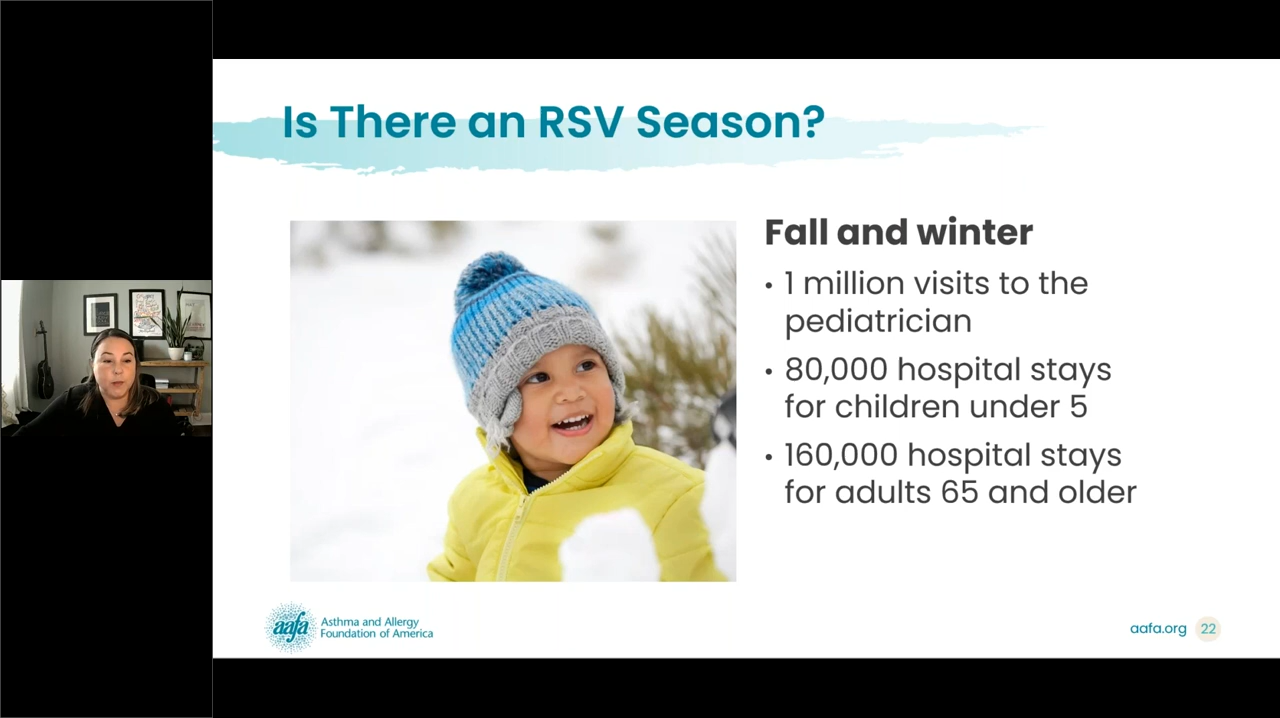 Is There an RSV Season?
Fall and winter
• 1 million visits to the
pediatrician
• 80,000 hospital stays
for children under 5
• 160,000 hospital stays
for adults 65 and older
aafa
Asthma and Allergy
Foundation of America
aafa.org 22